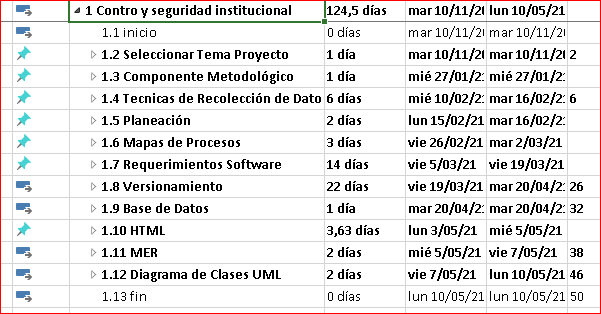 1 Contro y seguridad institucional 124,5 días mar 10/11/20 lun 10/05/21
1.1 inicio 0 días mar 10/11/20 mar 10/11/20
1.2 Seleccionar Tema Proyecto 1 día mar 10/11/20 mar 10/11/20 2
1.3 Componente Metodológico 1 día mié 27/01/21 mié 27/01/21
1.4 Tecnicas de Recolección de Dato 6 días mié 10/02/21 mar 16/02/21 6
1.5 Planeación 2 días lun 15/02/21 mar 16/02/21
1.6 Mapas de Procesos 3 días vie 26/02/21 mar 2/03/21
1.7 Requerimientos Software 14 días vie 5/03/21 vie 19/03/21
1.8 Versionamiento 22 días vie 19/03/21 mar 20/04/21 26
1.9 Base de Datos 1 día mar 20/04/21 mar 20/04/21 32
1.10 HTML 3,63 días lun 3/05/21 mié 5/05/21
1.11 MER 2 días mié 5/05/21 vie 7/05/21 38
1.12 Diagrama de Clases UML 2 días vie 7/05/21 lun 10/05/21 46
1.13 fin 0 días lun 10/05/21 lun 10/05/21 50